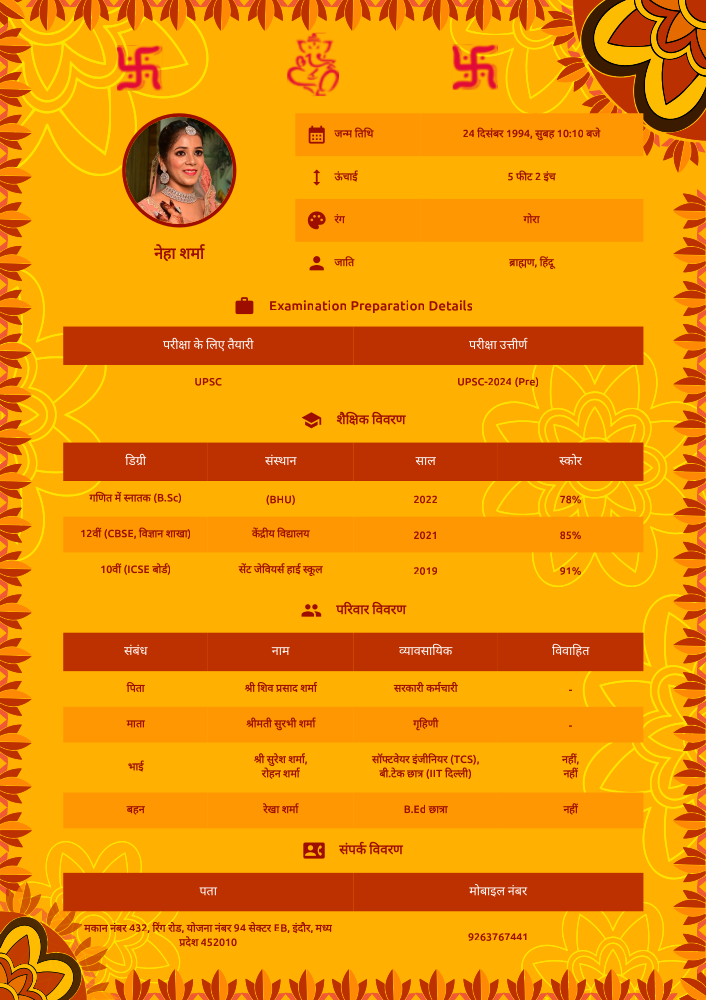 जन्म तिथि 24 दिसंबर 1994, सुबह 10:10 बजे
ऊंचाई 5 फीट 2 इंच
रंग गोरा
जाति ब्राह्मण, हिंदू
नेहा शर्मा
Examination Preparation Details
परीक्षा के लिए तैयारी परीक्षा उत्तीर्ण
UPSC UPSC-2024 (Pre)
शैक्षिक विवरण
डिग्री संस्थान साल स्कोर
गणित में स्नातक (B.Sc) (BHU) 2022 78%
12वीं (CBSE, विज्ञान शाखा) केंद्रीय विद्यालय 2021 85%
10वीं (ICSE बोर्ड) सेंट जेवियर्स हाई स्कूल 2019 91%
परिवार विवरण
संबंध नाम व्यावसायिक विवाहित
पिता श्री शिव प्रसाद शर्मा सरकारी कर्मचारी -
माता श्रीमती सुरभी शर्मा गृहिणी -
भाई श्री सुरेश शर्मा, सॉफ्टवेयर इंजीनियर (TCS), नहीं,
रोहन शर्मा बी.टेक छात्र (IIT दिल्ली) नहीं
बहन रेखा शर्मा B.Ed छात्रा नहीं
संपर्क विवरण
पता मोबाइल नंबर
मकान नंबर 432, रिंग रोड, योजना नंबर 94 सेक्टर EB, इंदौर, मध्य
प्रदेश 452010 9263767441